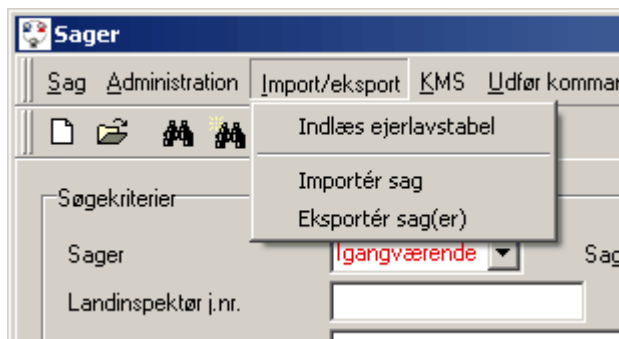 Sager
Sag Administration Import/eksport KMS Udfør komman
Indlæs ejerlavstabel
Importér sag
Eksportér sag(er)
Søgekriterier
Sager Igangværende Sag
Landinspektør j.nr.